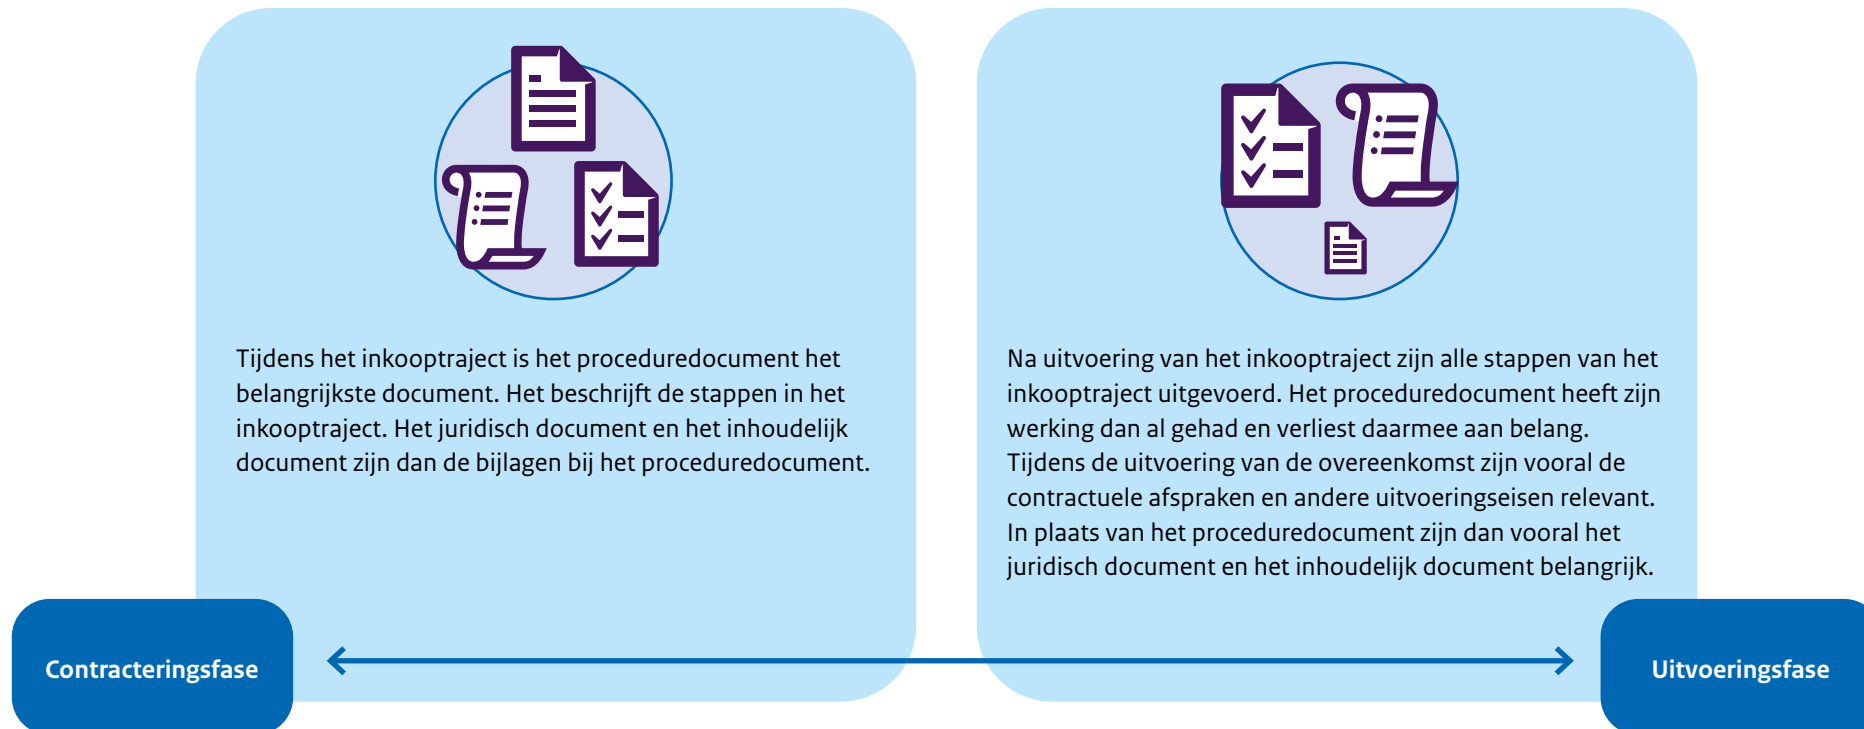 Tijdens het inkooptraject is het proceduredocument het
belangrijkste document. Het beschrijft de stappen in het
inkooptraject. Het juridisch document en het inhoudelijk
document zijn dan de bijlagen bij het proceduredocument.
Na uitvoering van het inkooptraject zijn alle stappen van het
inkooptraject uitgevoerd. Het proceduredocument heeft zijn
werking dan al gehad en verliest daarmee aan belang.
Tijdens de uitvoering van de overeenkomst zijn vooral de
contractuele afspraken en andere uitvoeringseisen relevant.
In plaats van het proceduredocument zijn dan vooral het
juridisch document en het inhoudelijk document belangrijk.
Contracteringsfase
Uitvoeringsfase